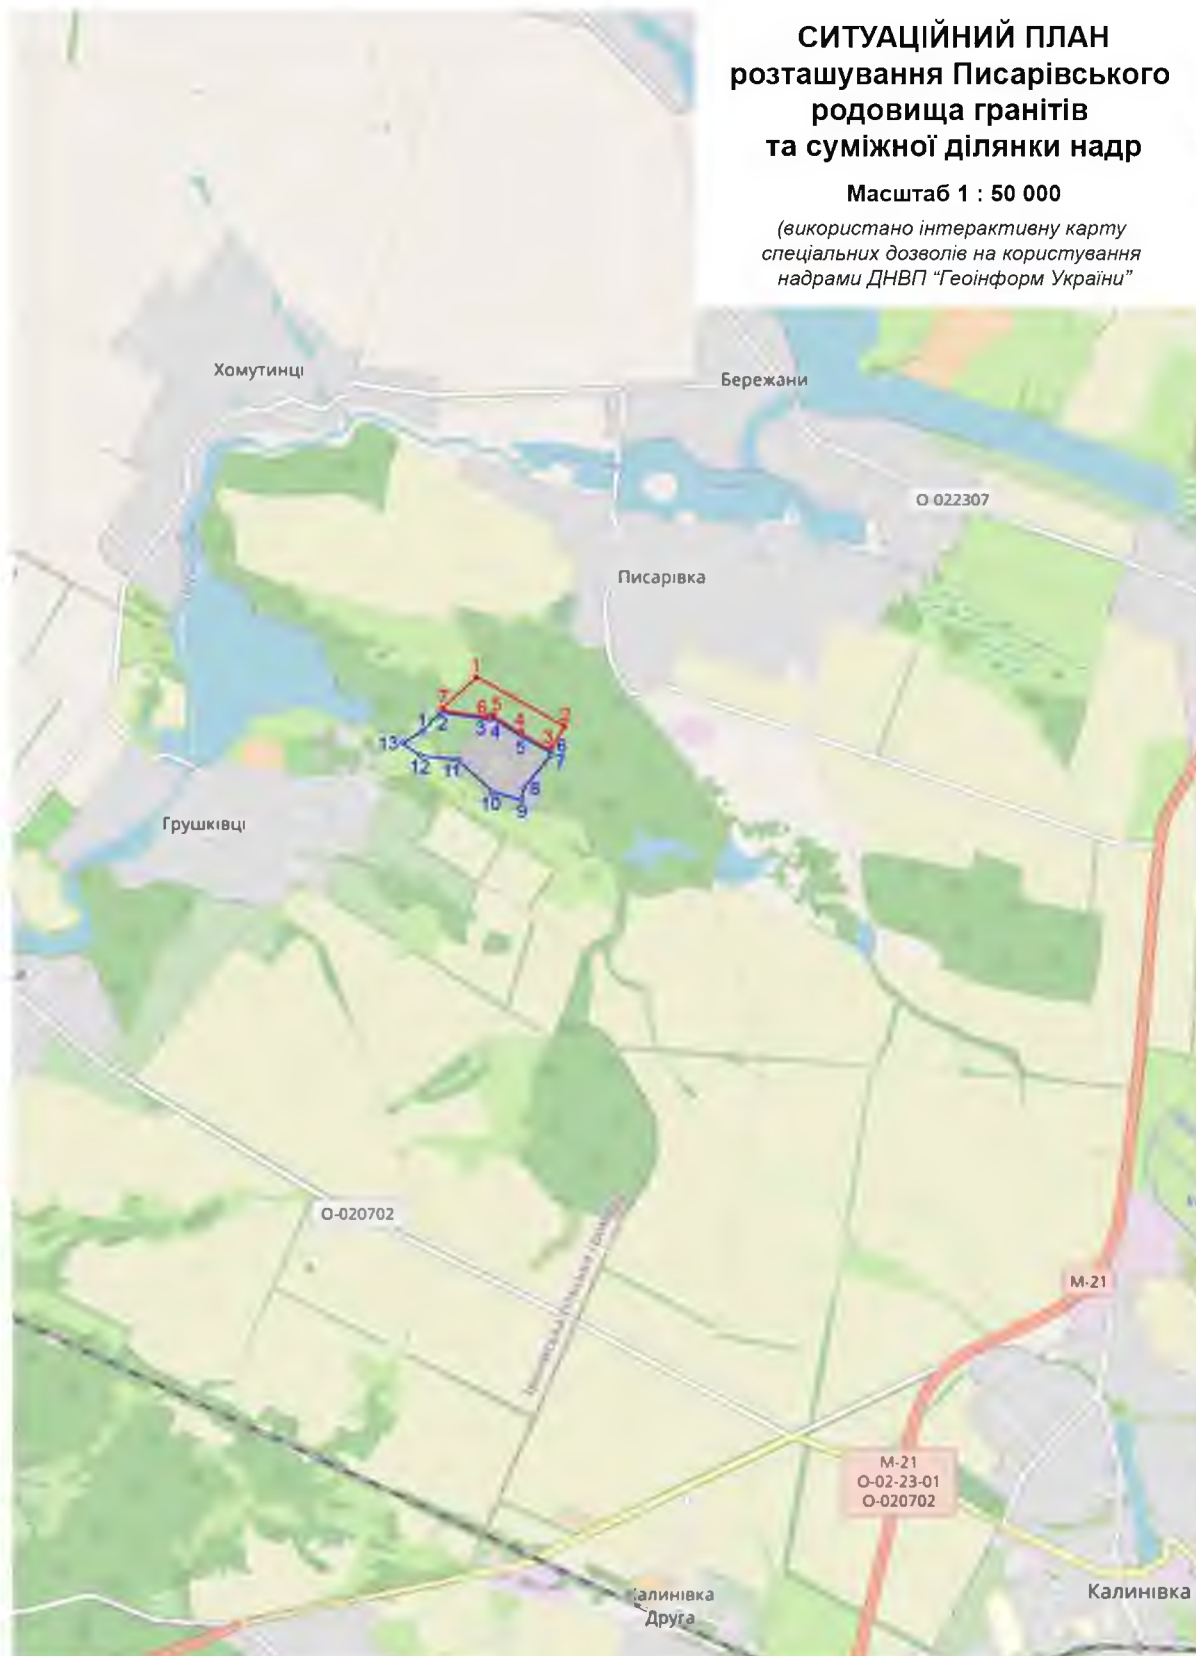 СИТУАЦІЙНИЙ ПЛАН
розташування Писарівського
родовища гранітів
та суміжної ділянки надр
Масштаб 1 : 50 000
(використано інтерактивну карту
спеціальних дозволів на користування
надрами ДНВП "Геоінформ України"
Хомутинці
Бережани
О 022307
Писарівка
1
7
6
5
2
4
3
1
2
3
4
5
6
7
13
12
11
8
10
9
Грушківці
О-020702
М-21
М-21
О-02-23-01
О-020702
Калинівка
Друга
Калинівка